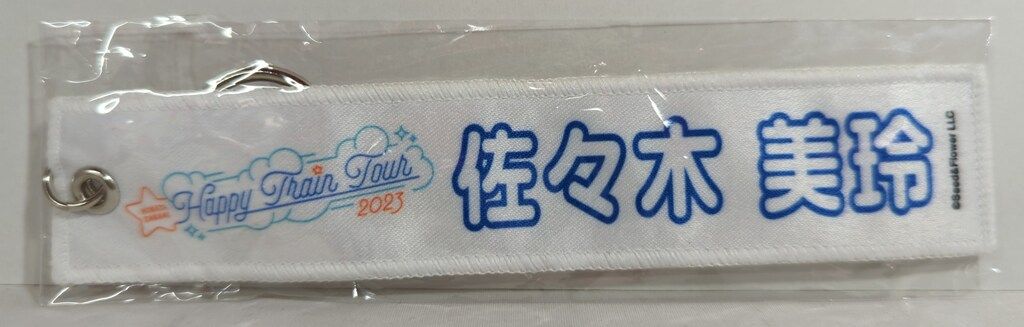 Happy Train Tour
2023
佐々木 美玲
©Seed&Flower LLC